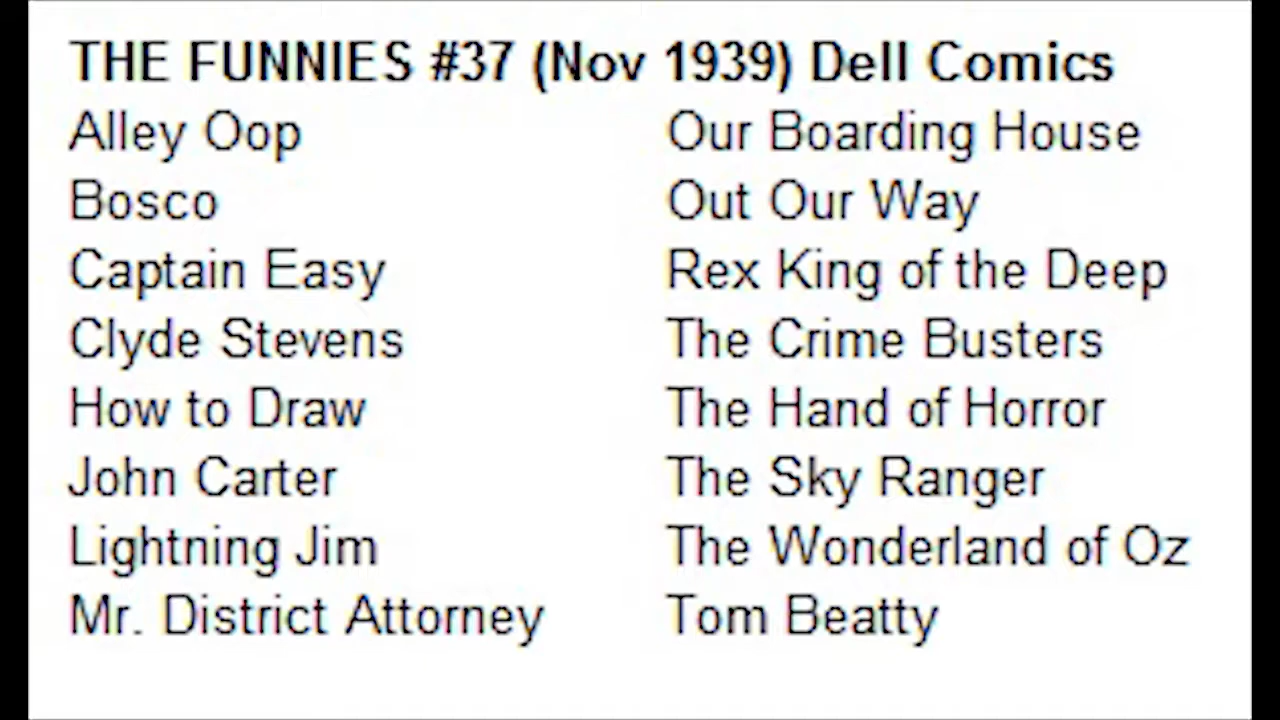 THE FUNNIES #37 (Nov 1939) Dell Comics
Alley Oop
Bosco
Captain Easy
Clyde Stevens
How to Draw
John Carter
Lightning Jim
Mr. District Attorney
Our Boarding House
Out Our Way
Rex King of the Deep
The Crime Busters
The Hand of Horror
The Sky Ranger
The Wonderland of Oz
Tom Beatty